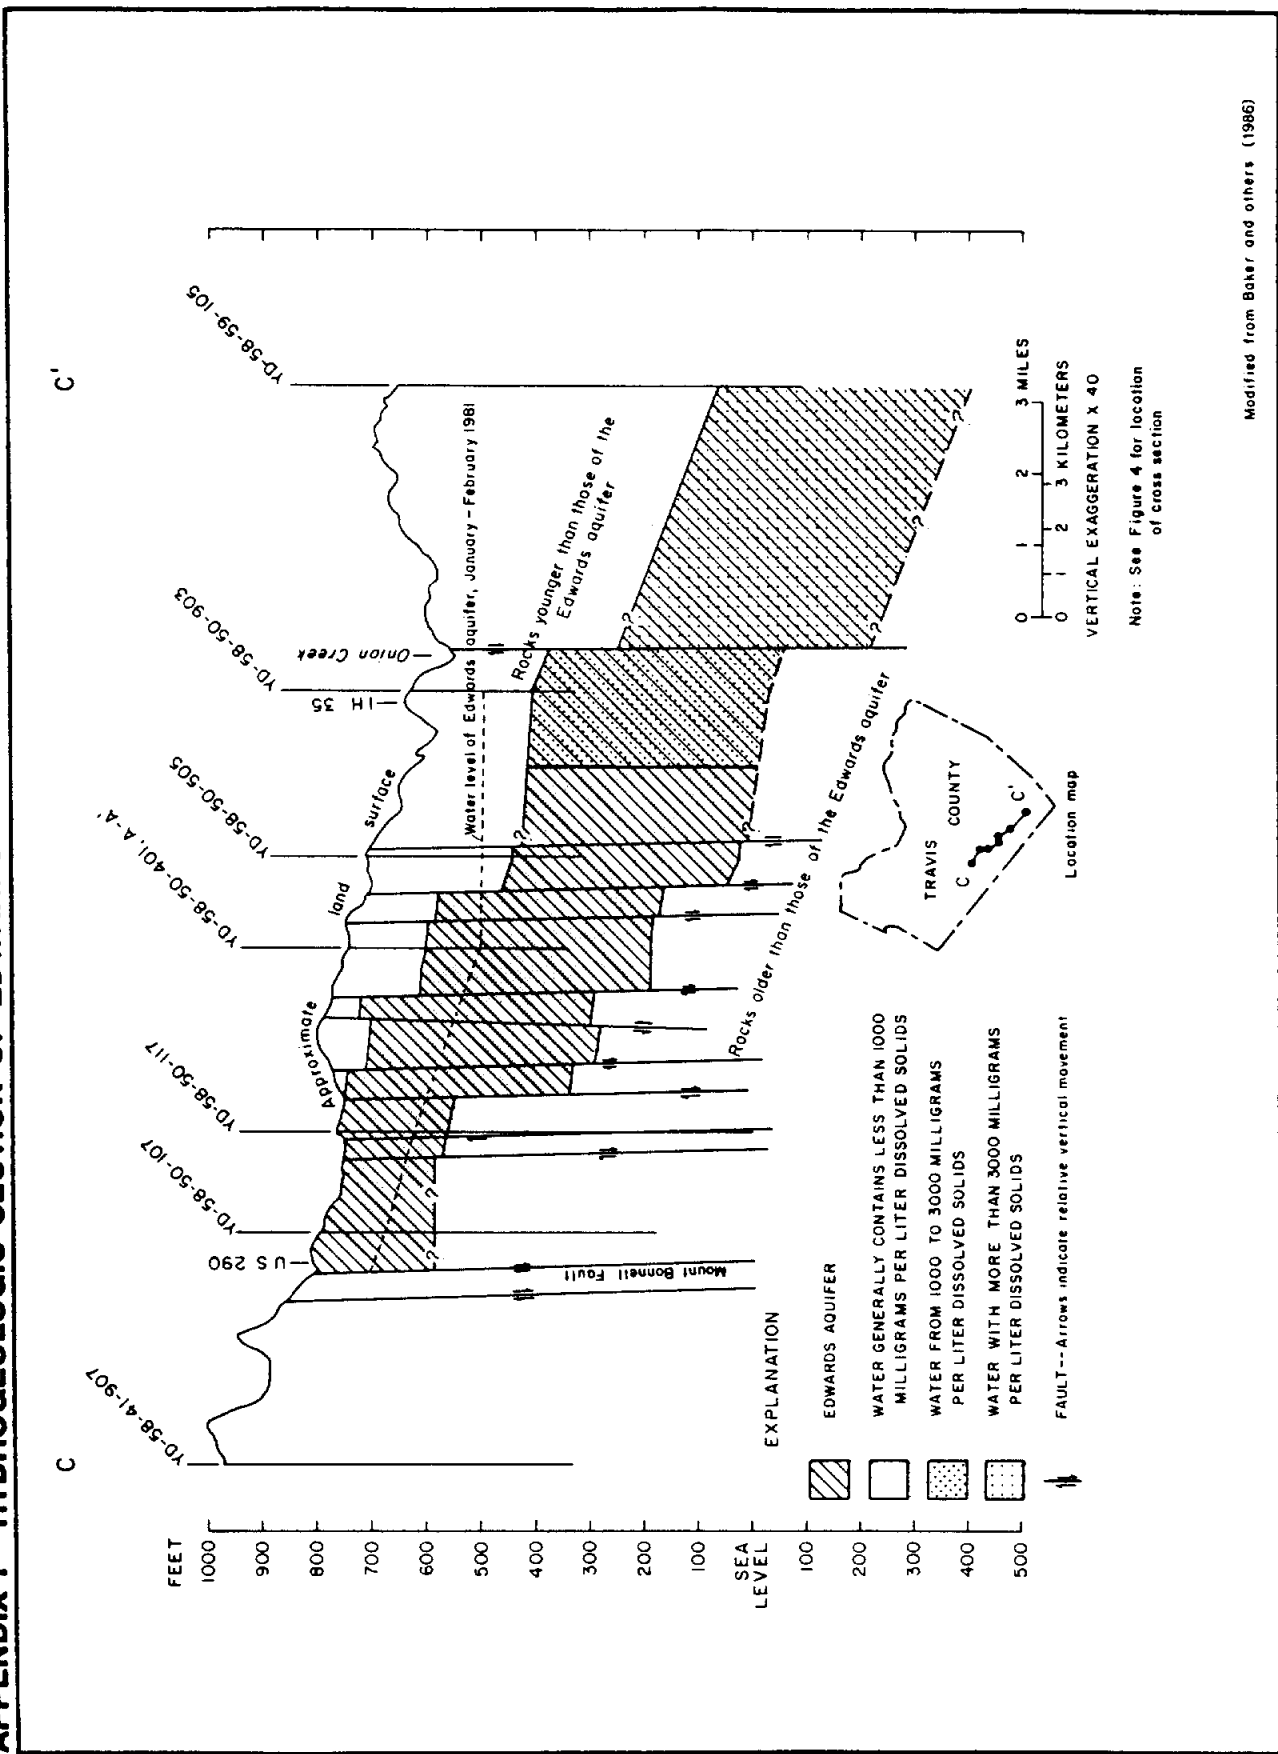 C
C'
YD-58-41-907
US 290
YD-58-50-107
YD-58-50-117
YD-58-50-401, A-A'
YD-58-50-505
IH 35
YD-58-50-903
Onion Creek
YD-58-59-105
FEET
1000
900
800
700
600
500
400
300
200
100
SEA
LEVEL
100
200
300
400
500
Approximate land surface
Water level of Edwards aquifer, January - February 1981
Rocks younger than those of the
Edwards aquifer
Rocks older than those of the Edwards aquifer
Mount Bonnell Fault
?
?
?
?
?
?
?
?
?
?
?
EXPLANATION
EDWARDS AQUIFER
WATER GENERALLY CONTAINS LESS THAN 1000
MILLIGRAMS PER LITER DISSOLVED SOLIDS
WATER FROM 1000 TO 3000 MILLIGRAMS
PER LITER DISSOLVED SOLIDS
WATER WITH MORE THAN 3000 MILLIGRAMS
PER LITER DISSOLVED SOLIDS
FAULT--Arrows indicate relative vertical movement
TRAVIS
COUNTY
C
C'
Location map
0 1 2 3 MILES
0 1 2 3 KILOMETERS
VERTICAL EXAGGERATION X 40
Note: See Figure 4 for location
of cross section
Modified from Baker and others (1986)